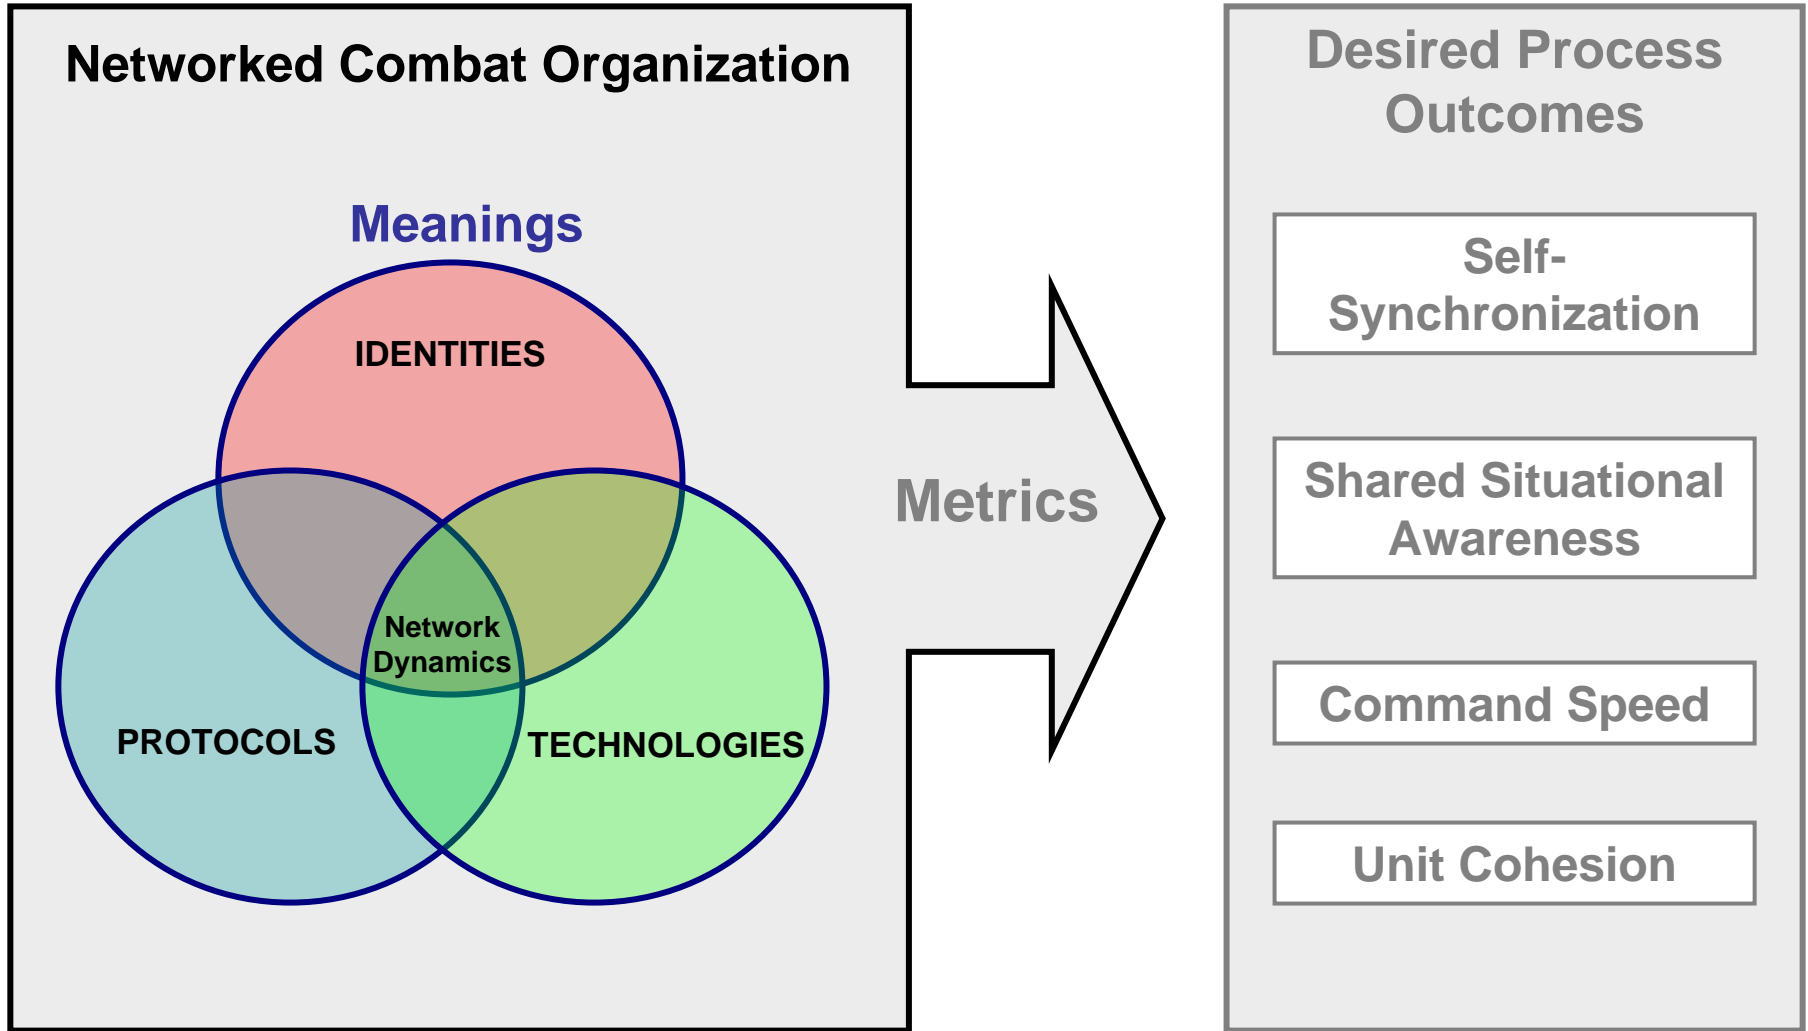 Networked Combat Organization
Meanings
IDENTITIES
Network
Dynamics
PROTOCOLS
TECHNOLOGIES
Metrics
Desired Process
Outcomes
Self-
Synchronization
Shared Situational
Awareness
Command Speed
Unit Cohesion